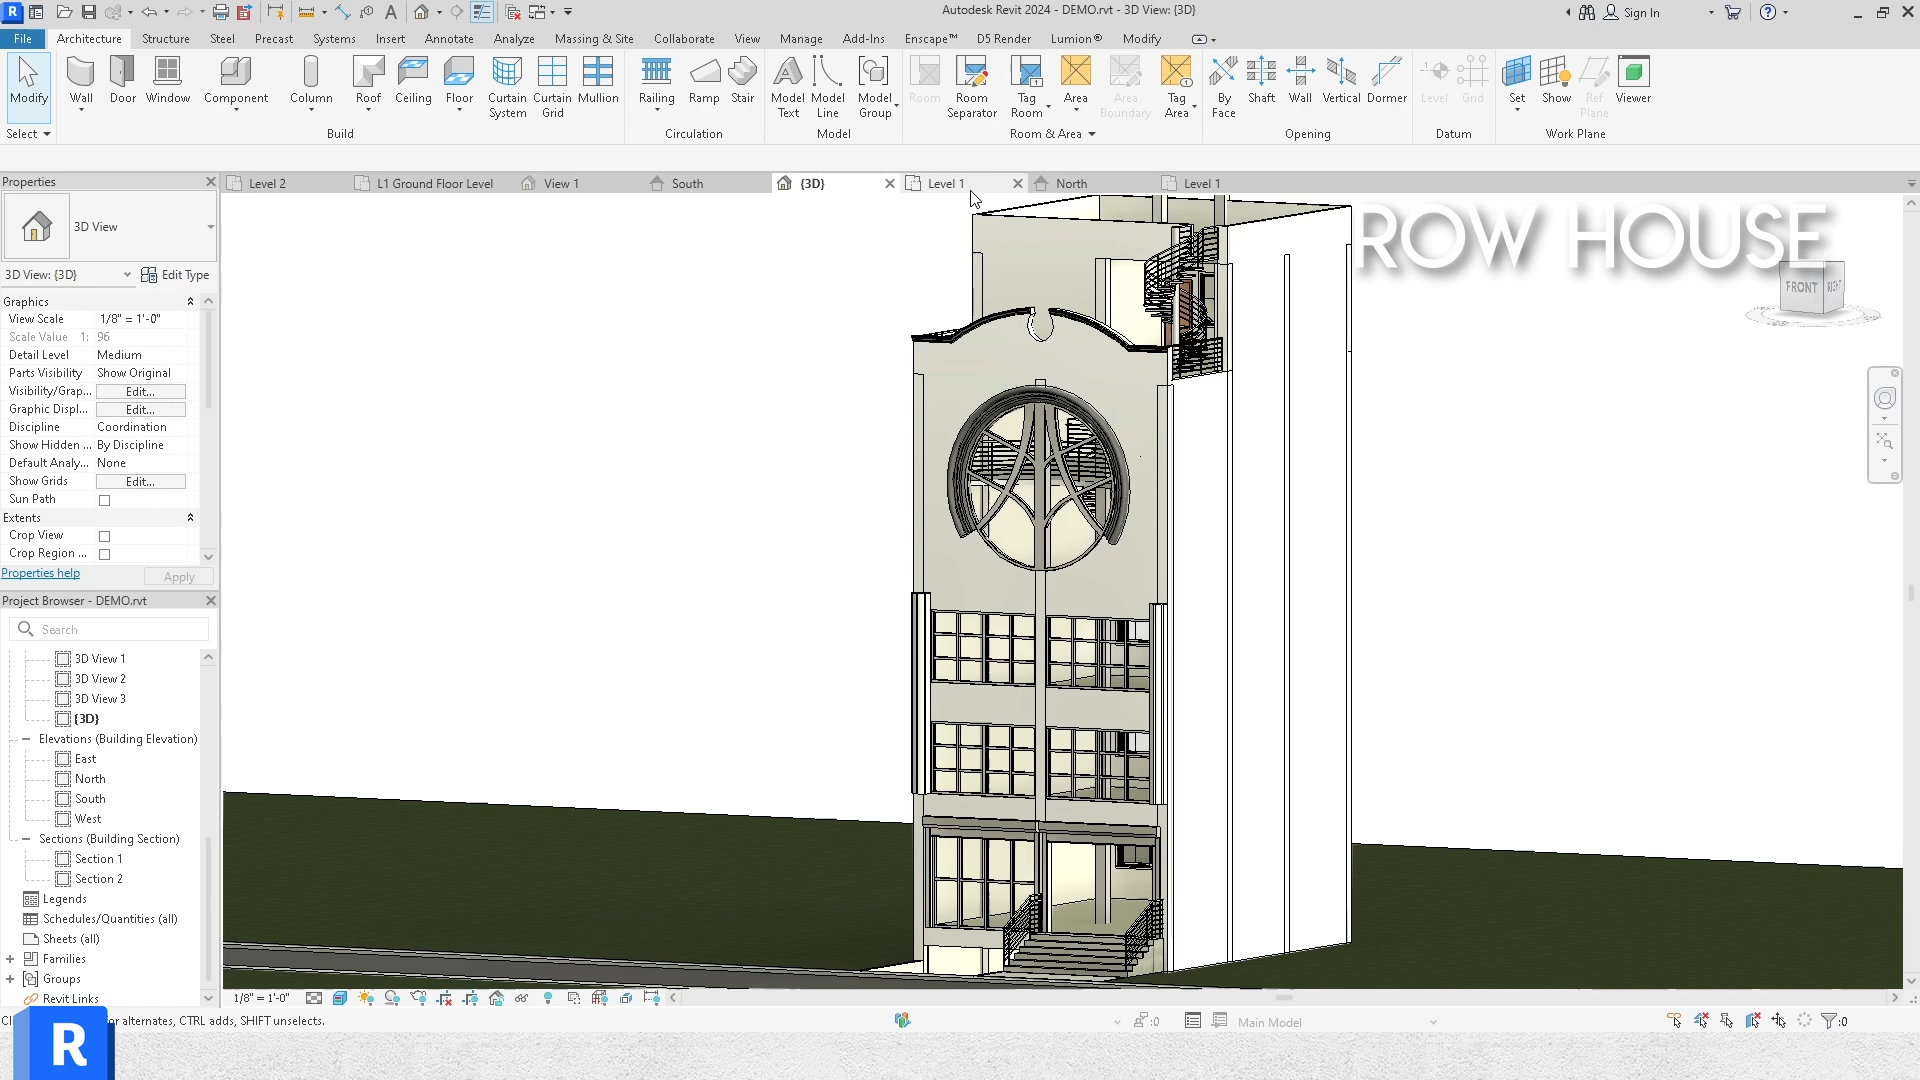 Autodesk Revit 2024 - DEMO.rvt - 3D View: {3D}
Sign In
File Architecture Structure Steel Precast Systems Insert Annotate Analyze Massing & Site Collaborate View Manage Add-Ins Enscape™ D5 Render Lumion® Modify
Modify Wall Door Window Component Column Roof Ceiling Floor Curtain System Curtain Grid Mullion Railing Ramp Stair Model Text Model Line Model Group Room Room Separator Tag Room Area Area Boundary Tag Area By Face Shaft Wall Vertical Dormer Level Grid Set Show Ref Plane Viewer
Select Build Circulation Model Room & Area Opening Datum Work Plane
Properties
Level 2 L1 Ground Floor Level View 1 South {3D} Level 1 North Level 1
3D View
ROW HOUSE
FRONT RIGHT
3D View: {3D} Edit Type
Graphics
View Scale 1/8" = 1'-0"
Scale Value 1: 96
Detail Level Medium
Parts Visibility Show Original
Visibility/Grap... Edit...
Graphic Displ... Edit...
Discipline Coordination
Show Hidden ... By Discipline
Default Analy... None
Show Grids Edit...
Sun Path
Extents
Crop View
Crop Region ...
Properties help Apply
Project Browser - DEMO.rvt
Search
3D View 1
3D View 2
3D View 3
{3D}
Elevations (Building Elevation)
East
North
South
West
Sections (Building Section)
Section 1
Section 2
Legends
Schedules/Quantities (all)
Sheets (all)
Families
Groups
Revit Links
1/8" = 1'-0"
or alternates, CTRL adds, SHIFT unselects.
:0
Main Model
:0
R